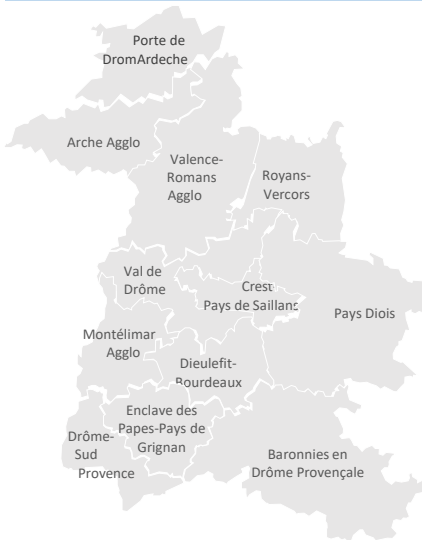 Porte de
DromArdeche
Arche Agglo
Valence-
Romans
Agglo
Royans-
Vercors
Val de
Drôme
Crest
Pays de Saillans
Pays Diois
Montélimar
Agglo
Dieulefit-
Bourdeaux
Enclave des
Papes-Pays de
Grignan
Drôme-
Sud
Provence
Baronnies en
Drôme Provençale